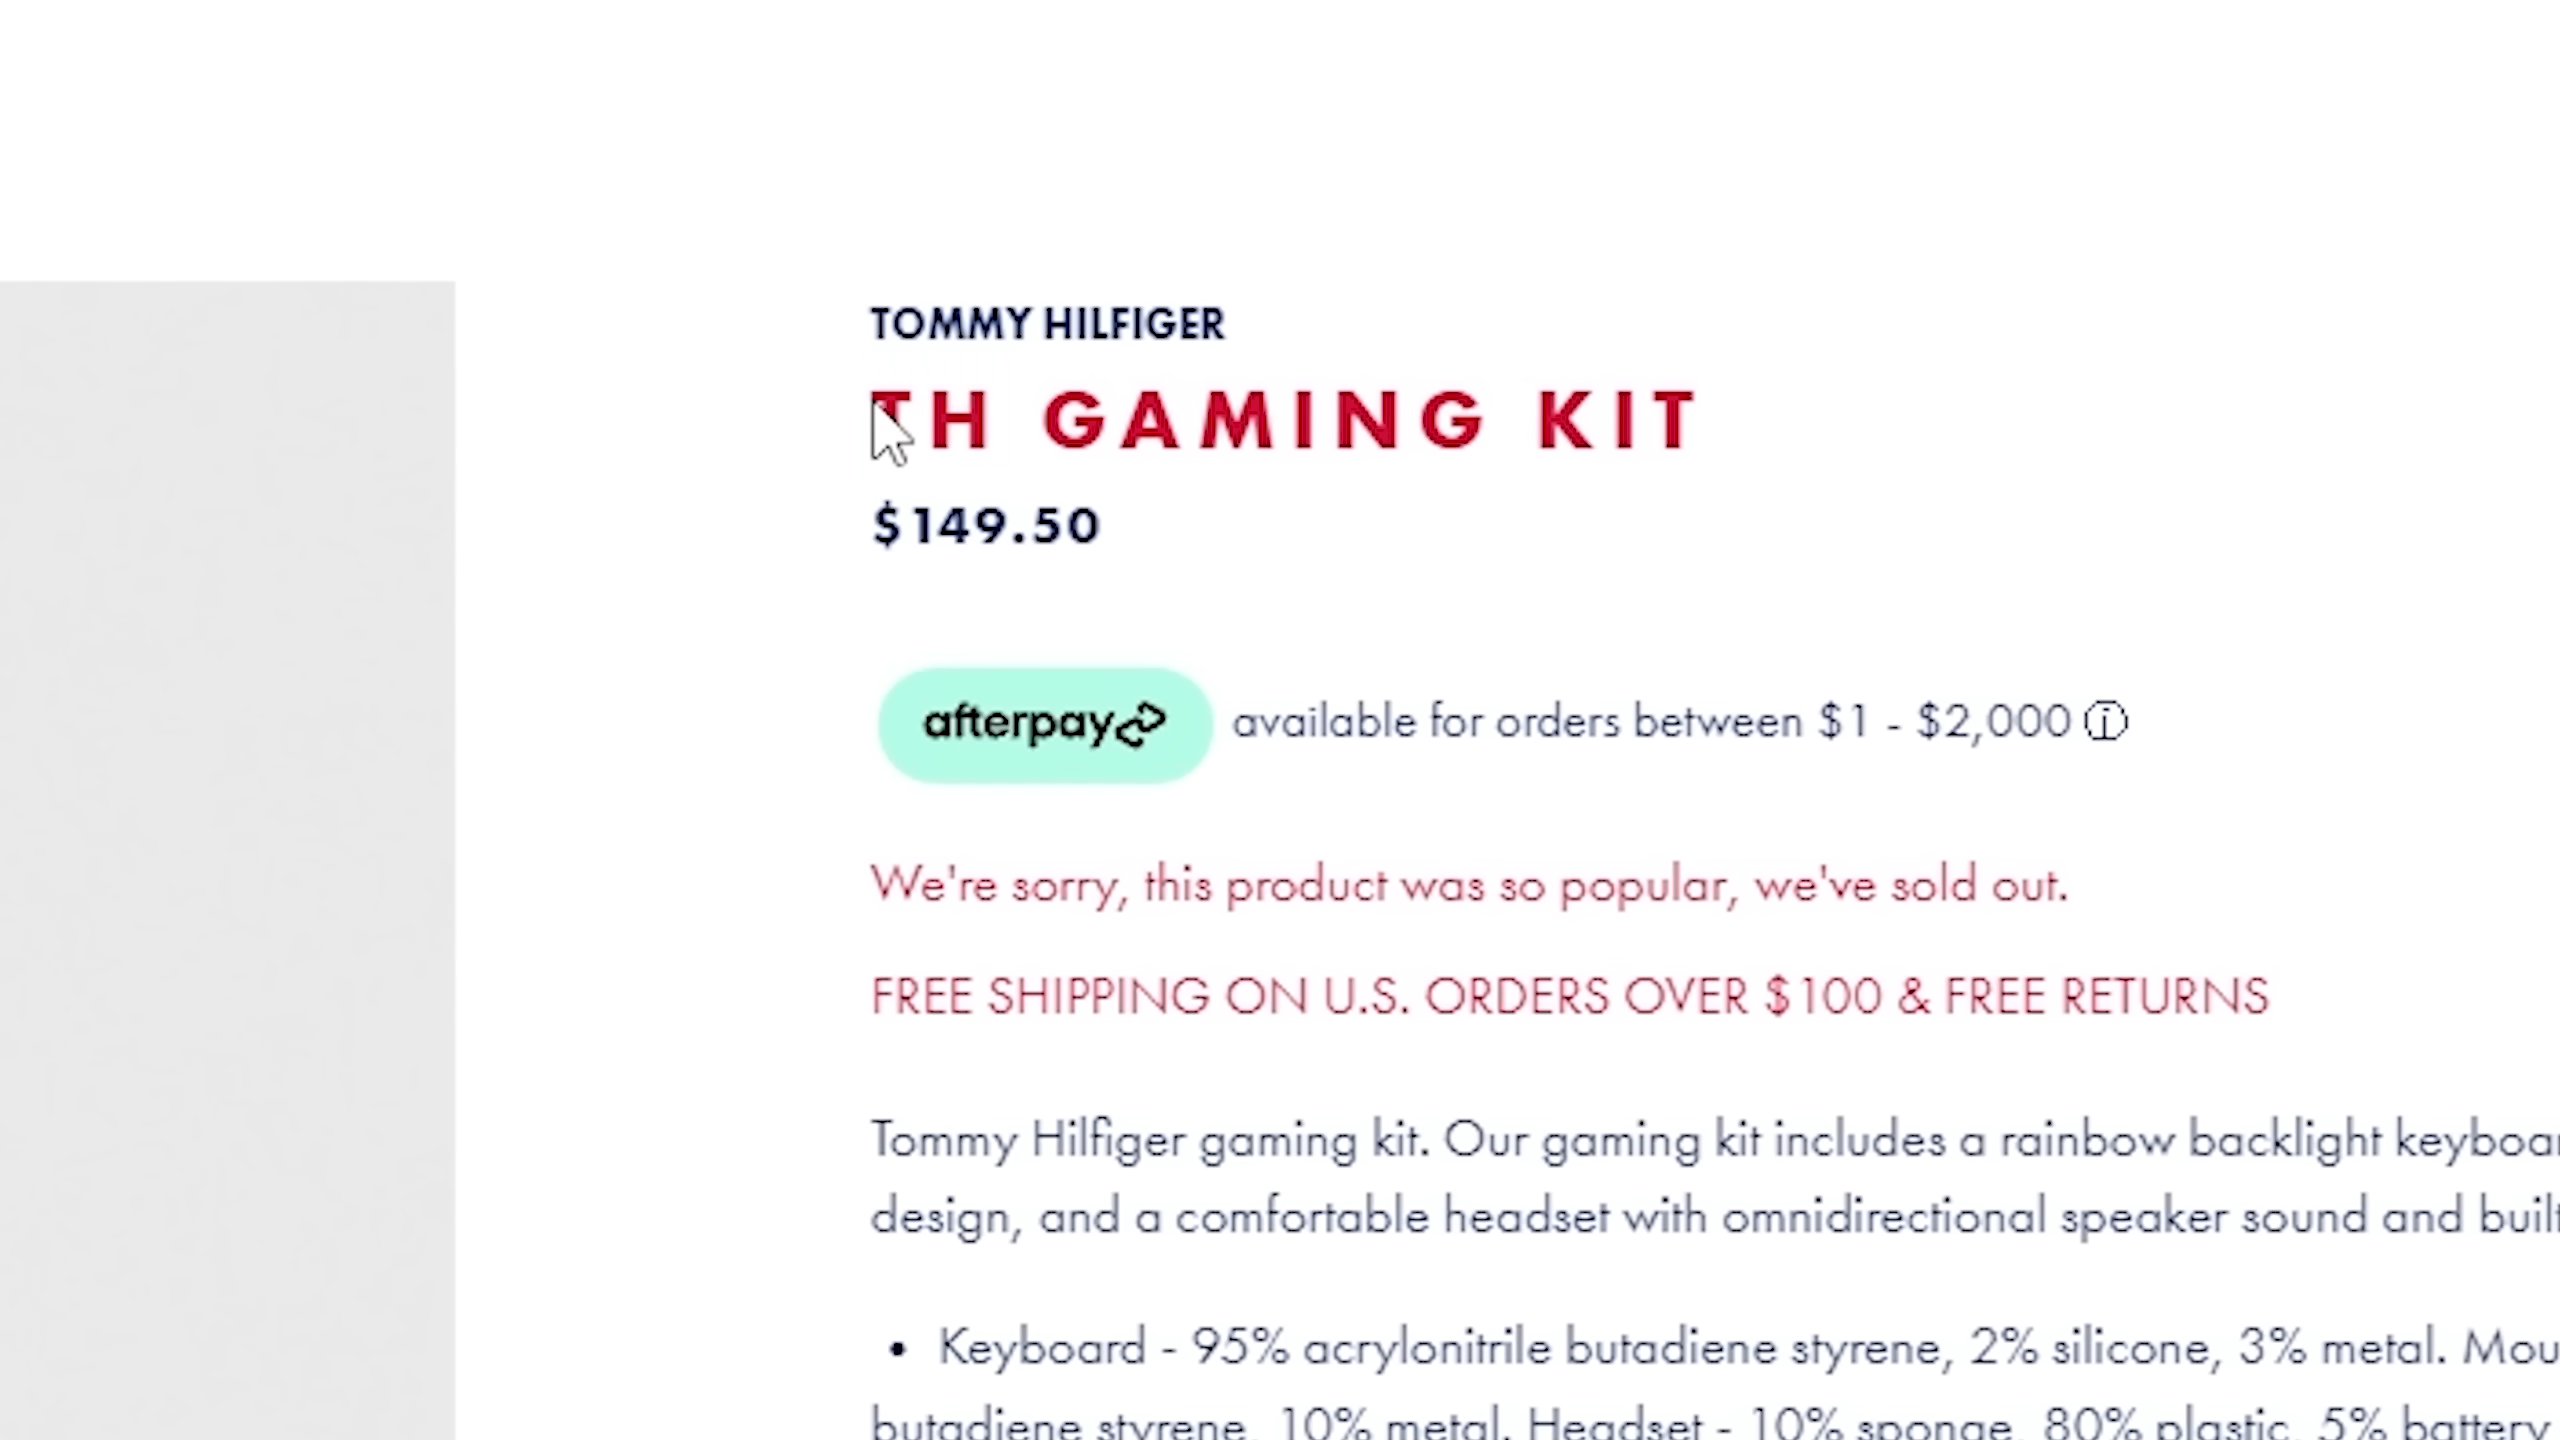 TOMMY HILFIGER
TH GAMING KIT
$149.50
afterpay available for orders between $1 - $2,000
We're sorry, this product was so popular, we've sold out.
FREE SHIPPING ON U.S. ORDERS OVER $100 & FREE RETURNS
Tommy Hilfiger gaming kit. Our gaming kit includes a rainbow backlight
design, and a comfortable headset with omnidirectional speaker sound and
• Keyboard - 95% acrylonitrile butadiene styrene, 2% silicone, 3% metal.
butadiene styrene, 10% metal. Headset - 10% sponge, 80% plastic, 5% battery